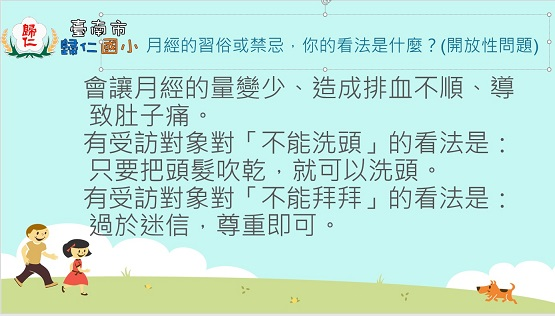 歸仁
臺南市
歸仁國小
月經的習俗或禁忌，你的看法是什麼？(開放性問題)
會讓月經的量變少、造成排血不順、導
致肚子痛。
有受訪對象對「不能洗頭」的看法是：
只要把頭髮吹乾，就可以洗頭。
有受訪對象對「不能拜拜」的看法是：
過於迷信，尊重即可。